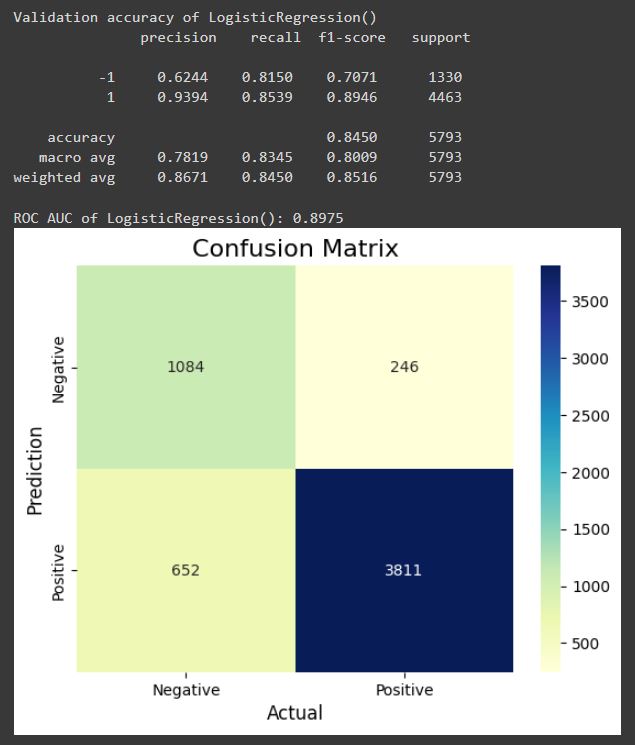 Validation accuracy of LogisticRegression()
precision recall f1-score support
-1 0.6244 0.8150 0.7071 1330
1 0.9394 0.8539 0.8946 4463
accuracy 0.8450 5793
macro avg 0.7819 0.8345 0.8009 5793
weighted avg 0.8671 0.8450 0.8516 5793
ROC AUC of LogisticRegression(): 0.8975
Confusion Matrix
Prediction
Negative
1084 246
Positive
652 3811
Negative Positive
Actual
3500
3000
2500
2000
1500
1000
500